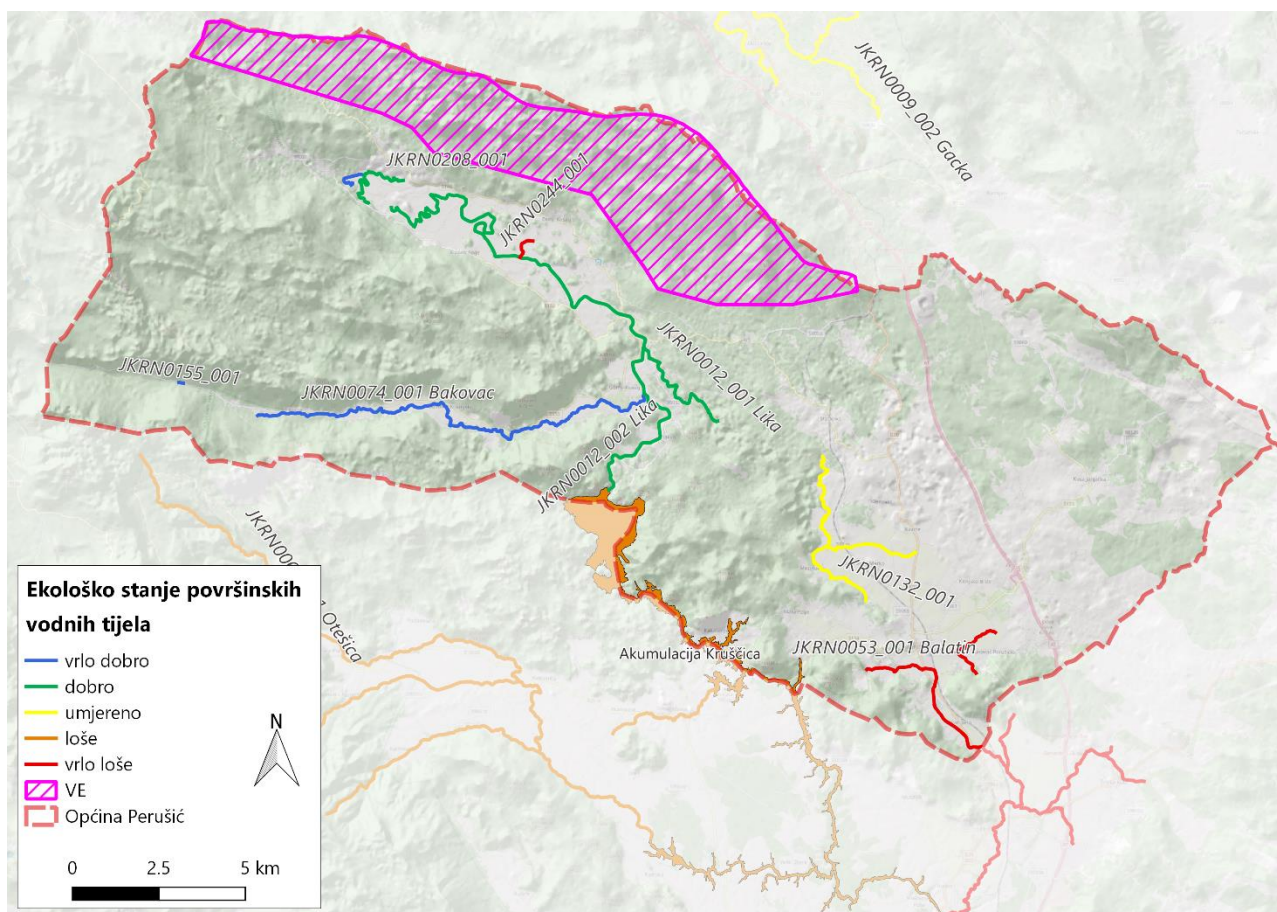 JKRN0009_002 Gacka
JKRN0208_001
JKRN0244_001
JKRN0012_001 Lika
JKRN0155_001
JKRN0074_001 Bakovac
JKRN0012_002 Lika
JKRN0132_001
JKRN0053_001 Balatin
Akumulacija Kruščica
Otešica
Ekološko stanje površinskih
vodnih tijela
vrlo dobro
dobro
umjereno
loše
vrlo loše
VE
Općina Perušić
N
0 2.5 5 km